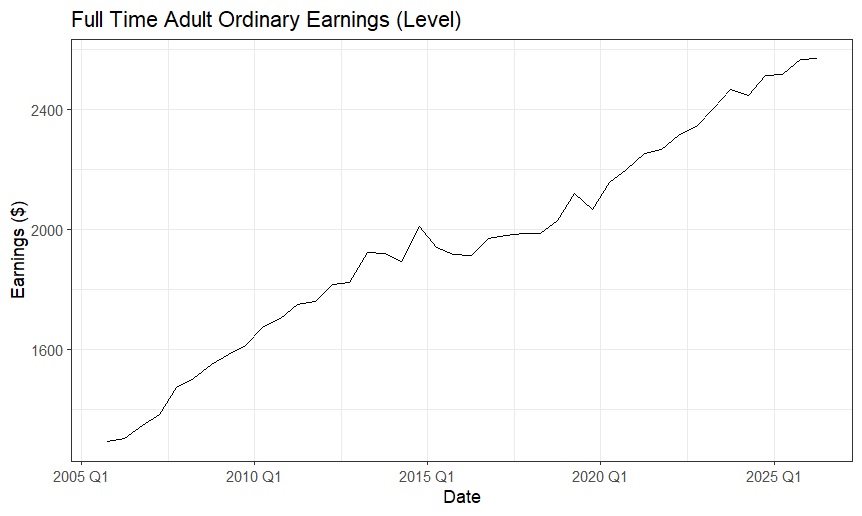 Full Time Adult Ordinary Earnings (Level)
Earnings ($)
2400
2000
1600
2005 Q1 2010 Q1 2015 Q1 2020 Q1 2025 Q1
Date